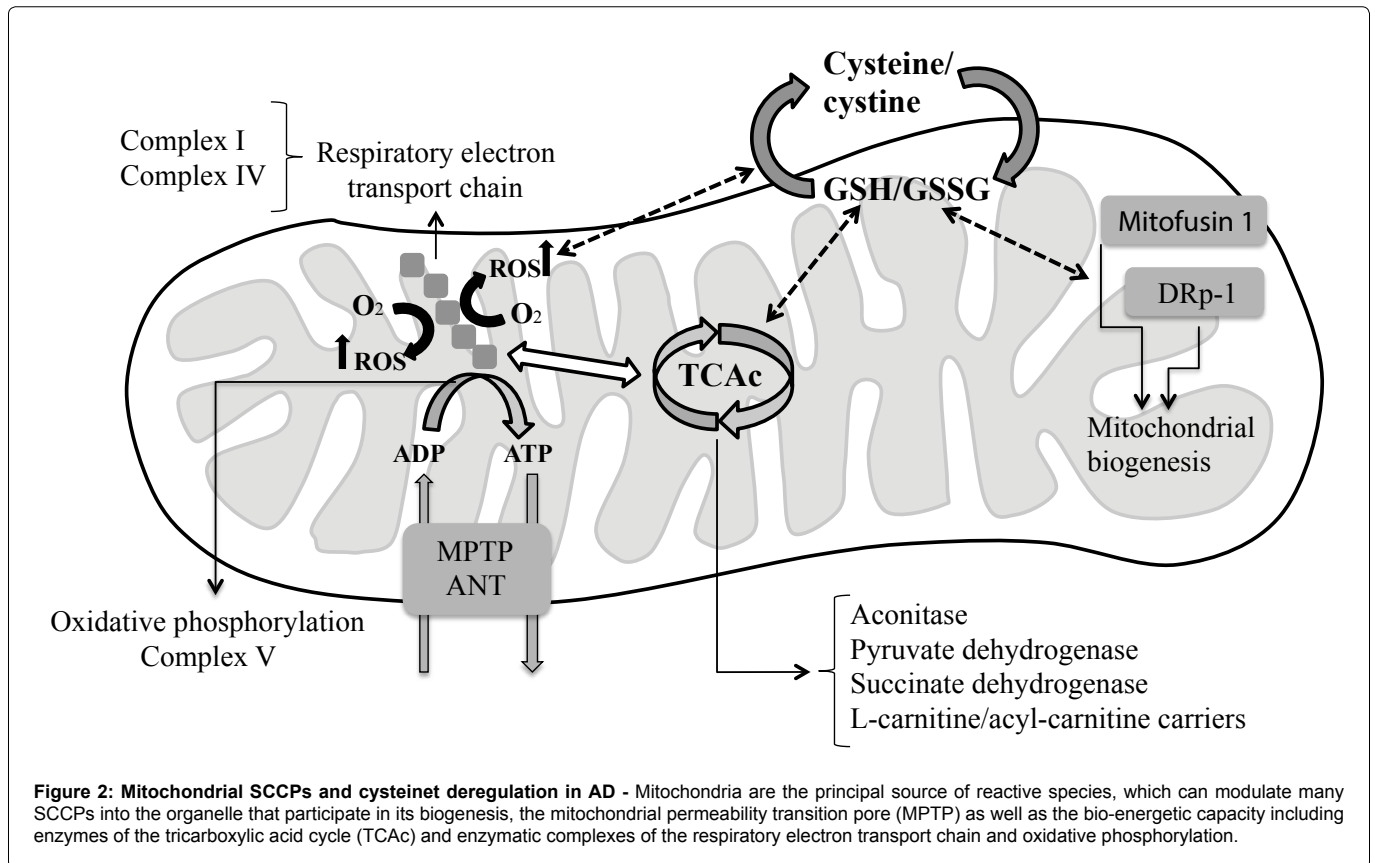 Cysteine/
cystine
Complex I
Complex IV
Respiratory electron
transport chain
GSH/GSSG
Mitofusin 1
DRp-1
ROS
O2
O2
ROS
TCAc
Mitochondrial
biogenesis
ADP
ATP
MPTP
ANT
Oxidative phosphorylation
Complex V
Aconitase
Pyruvate dehydrogenase
Succinate dehydrogenase
L-carnitine/acyl-carnitine carriers
Figure 2: Mitochondrial SCCPs and cysteinet deregulation in AD - Mitochondria are the principal source of reactive species, which can modulate many
SCCPs into the organelle that participate in its biogenesis, the mitochondrial permeability transition pore (MPTP) as well as the bio-energetic capacity including
enzymes of the tricarboxylic acid cycle (TCAc) and enzymatic complexes of the respiratory electron transport chain and oxidative phosphorylation.